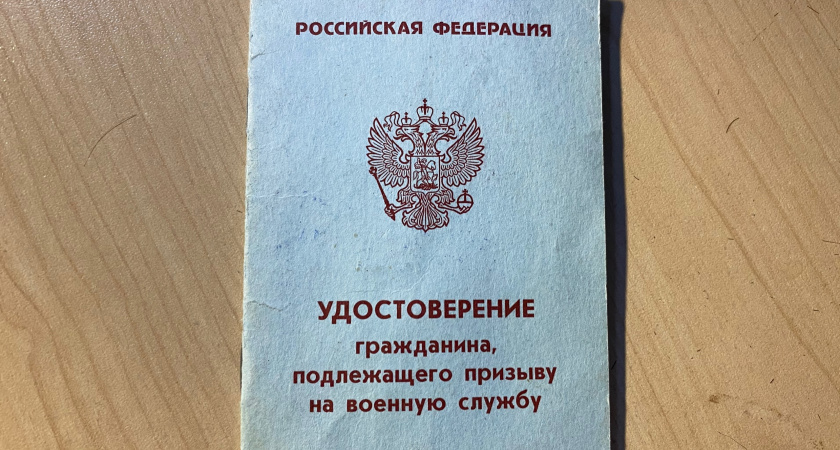 РОССИЙСКАЯ ФЕДЕРАЦИЯ
УДОСТОВЕРЕНИЕ
гражданина,
подлежащего призыву
на военную службу